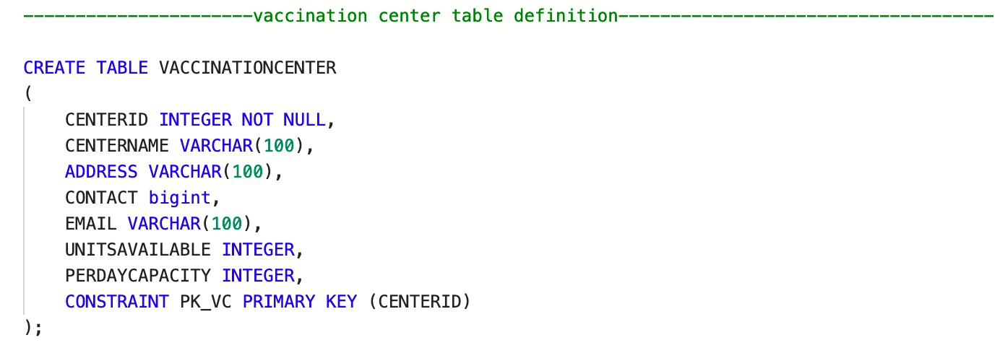 ----------------------vaccination center table definition------------------------------------
CREATE TABLE VACCINATIONCENTER
(
    CENTERID INTEGER NOT NULL,
    CENTERNAME VARCHAR(100),
    ADDRESS VARCHAR(100),
    CONTACT bigint,
    EMAIL VARCHAR(100),
    UNITSAVAILABLE INTEGER,
    PERDAYCAPACITY INTEGER,
    CONSTRAINT PK_VC PRIMARY KEY (CENTERID)
);